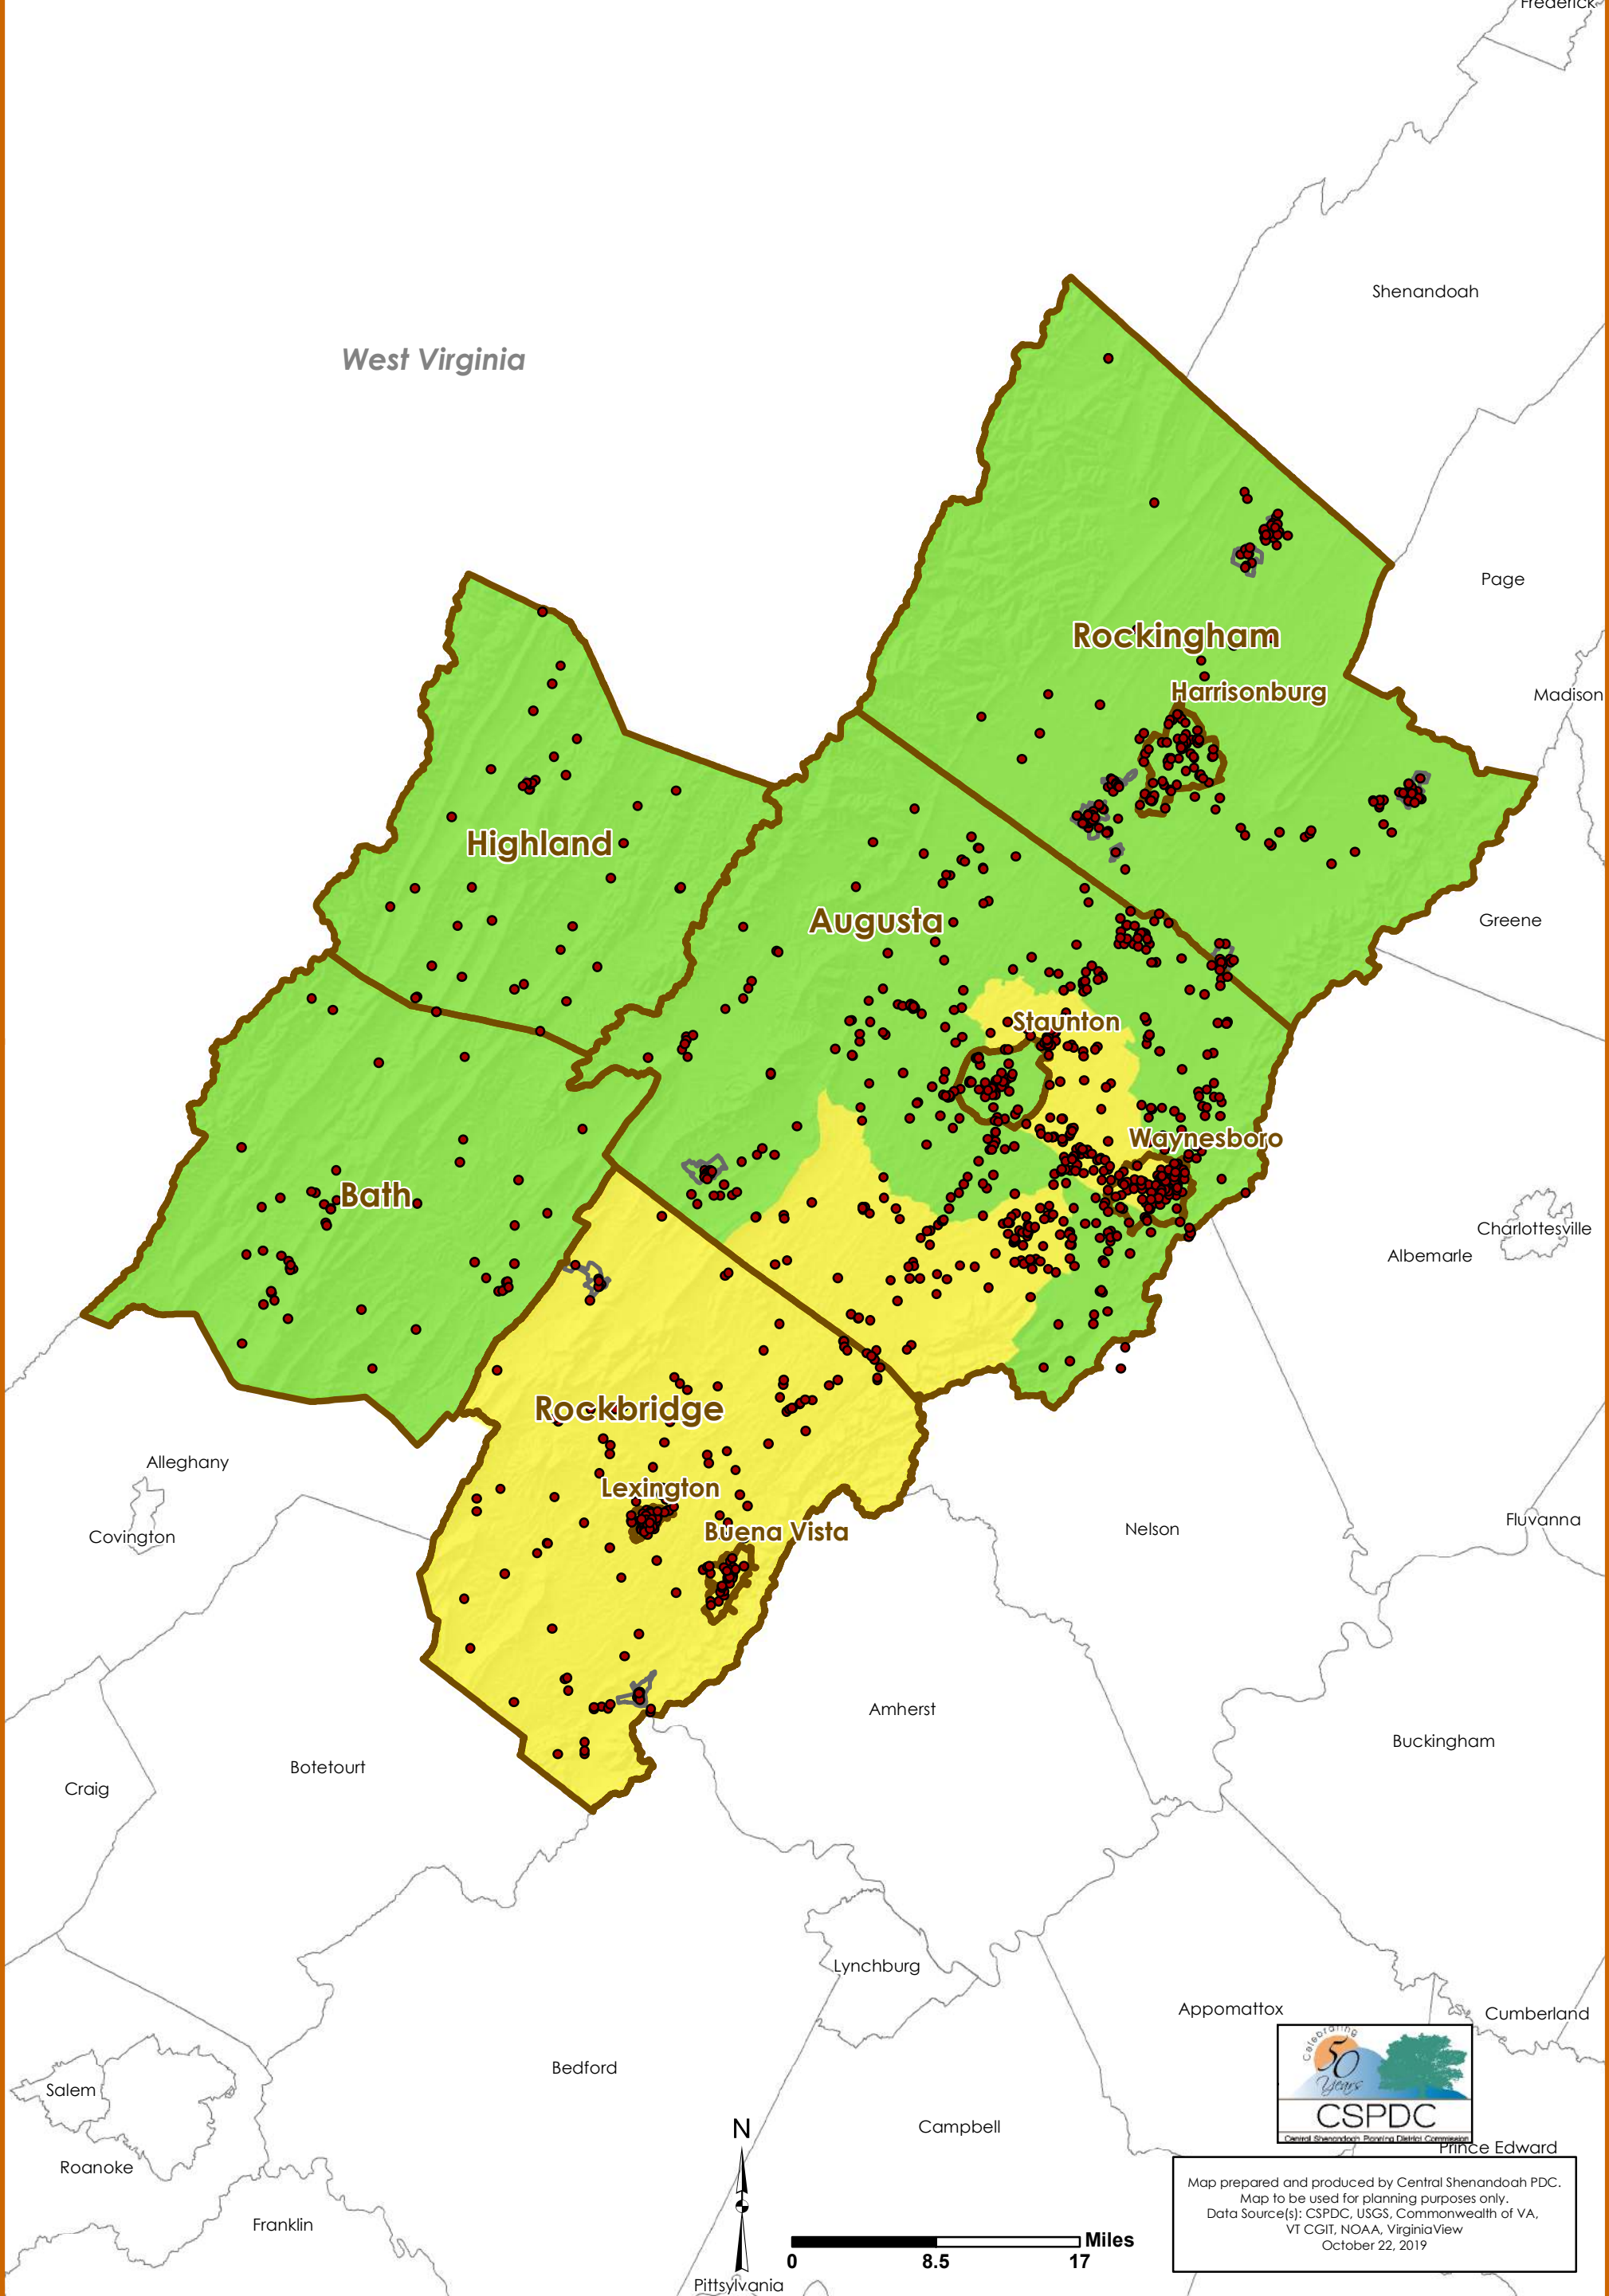 Frederick
Shenandoah
West Virginia
Page
Rockingham
Harrisonburg
Madison
Highland
Augusta
Greene
Staunton
Waynesboro
Bath
Charlottesville
Albemarle
Rockbridge
Alleghany
Lexington
Covington
Buena Vista
Nelson
Fluvanna
Amherst
Buckingham
Botetourt
Craig
Lynchburg
Appomattox
Cumberland
Celebrating
50
Years
CSPDC
Central Shenandoah Planning District Commission
Bedford
Salem
Campbell
N
Prince Edward
Roanoke
Map prepared and produced by Central Shenandoah PDC.
Map to be used for planning purposes only.
Data Source(s): CSPDC, USGS, Commonwealth of VA,
VT CGIT, NOAA, VirginiaView
October 22, 2019
Franklin
Miles
0 8.5 17
Pittsylvania